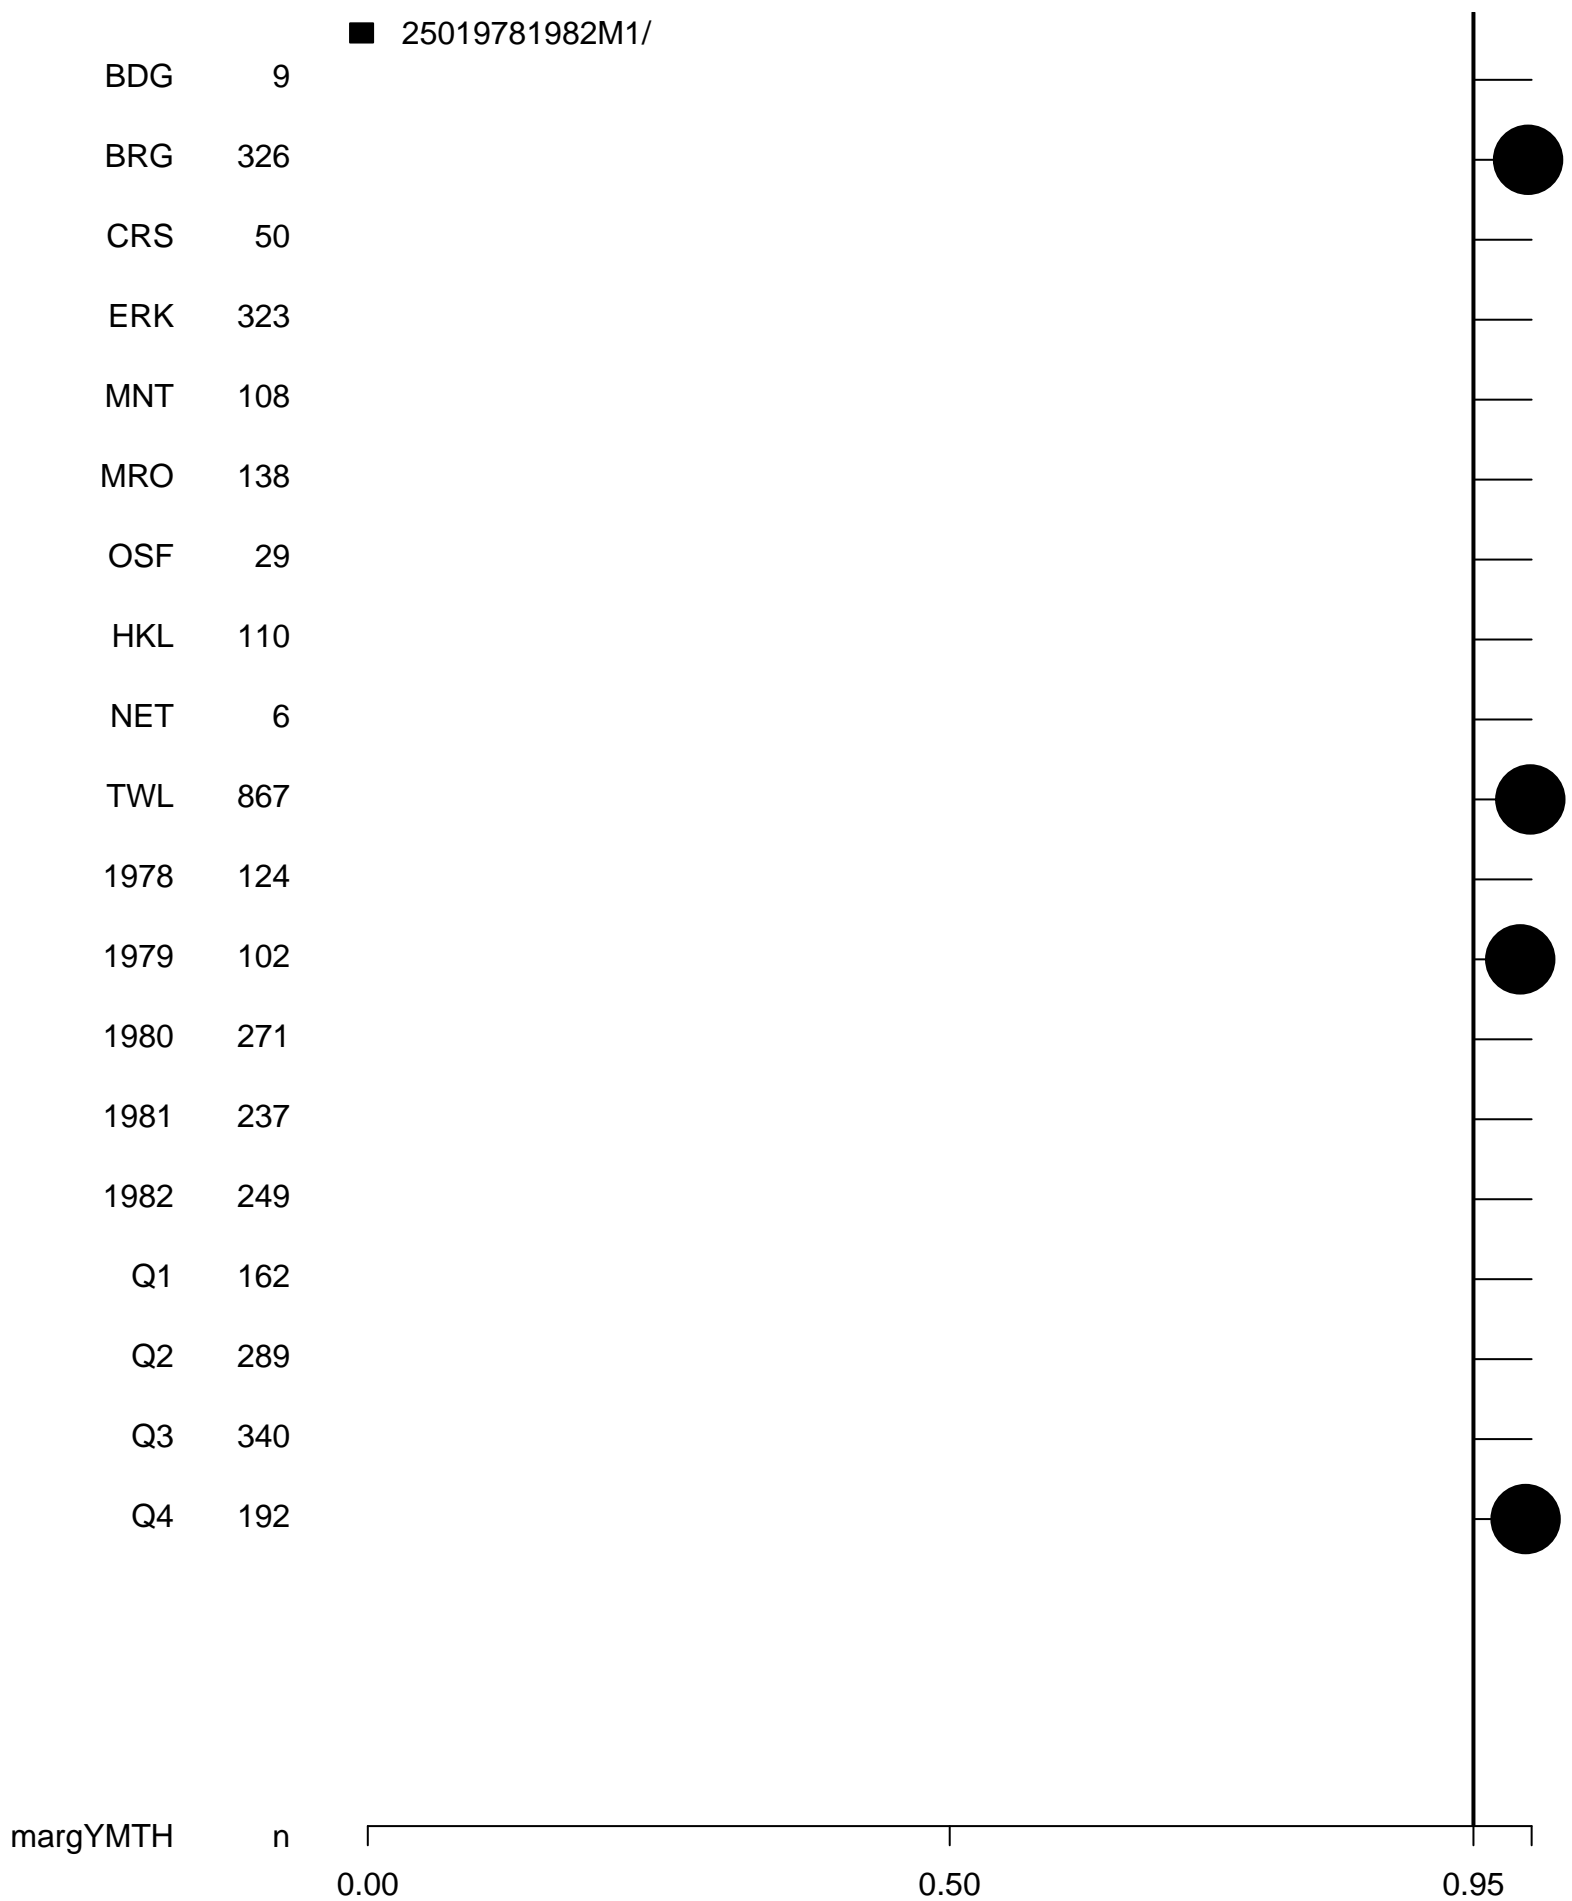 25019781982M1/
BDG 9
BRG 326
CRS 50
ERK 323
MNT 108
MRO 138
OSF 29
HKL 110
NET 6
TWL 867
1978 124
1979 102
1980 271
1981 237
1982 249
Q1 162
Q2 289
Q3 340
Q4 192
margYMTH n
0.00 0.50 0.95